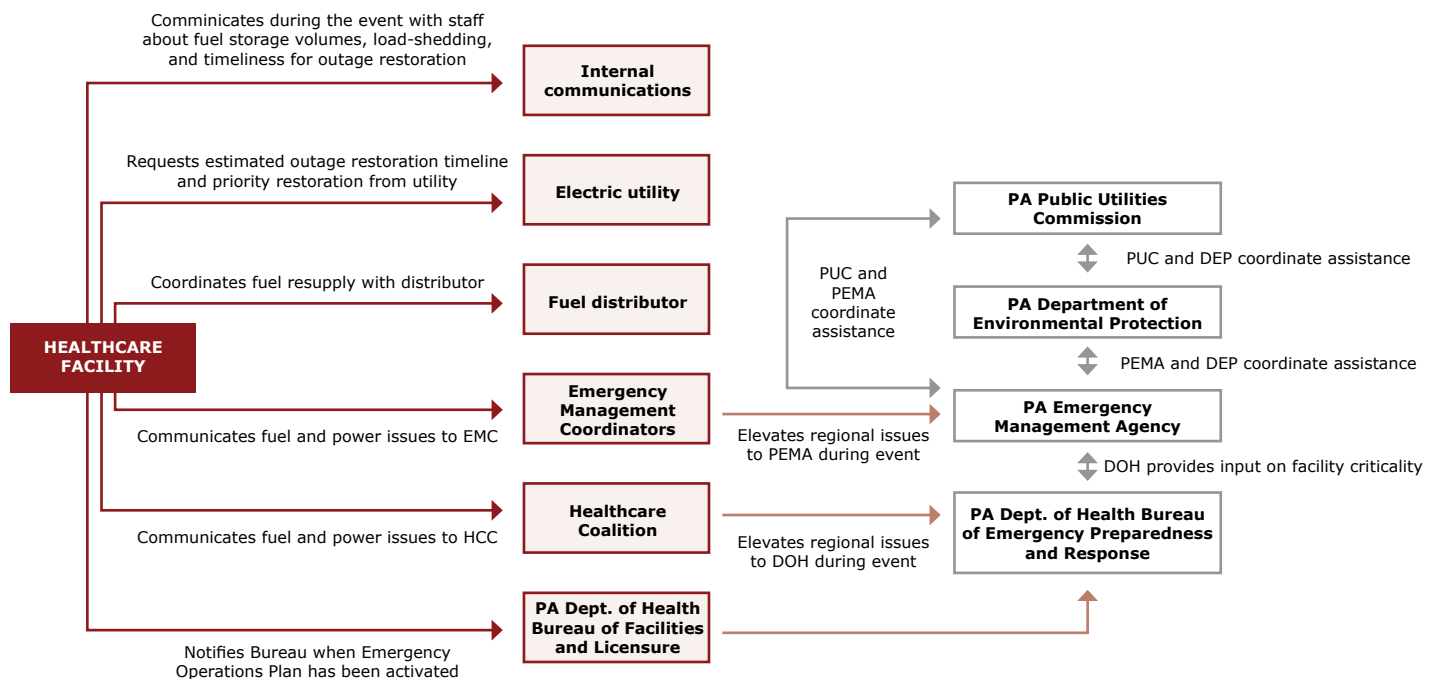 Comminicates during the event with staff
about fuel storage volumes, load-shedding,
and timeliness for outage restoration
Internal
communications
Requests estimated outage restoration timeline
and priority restoration from utility
Electric utility
PA Public Utilities
Commission
PUC and DEP coordinate assistance
PUC and
PEMA
coordinate
assistance
Coordinates fuel resupply with distributor
Fuel distributor
PA Department of
Environmental Protection
HEALTHCARE
FACILITY
PEMA and DEP coordinate assistance
Emergency
Management
Coordinators
Communicates fuel and power issues to EMC
Elevates regional issues
to PEMA during event
PA Emergency
Management Agency
DOH provides input on facility criticality
Healthcare
Coalition
Communicates fuel and power issues to HCC
Elevates regional issues
to DOH during event
PA Dept. of Health Bureau
of Emergency Preparedness
and Response
PA Dept. of Health
Bureau of Facilities
and Licensure
Notifies Bureau when Emergency
Operations Plan has been activated